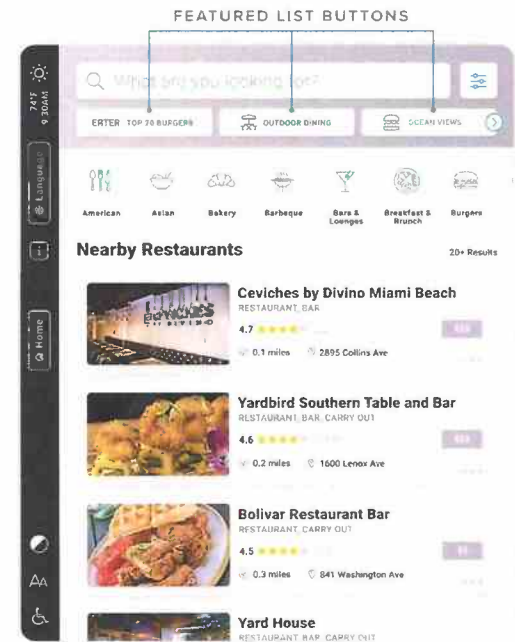 FEATURED LIST BUTTONS
74°F
9:30AM
Language
Home
AA
What are you looking for?
EATER TOP 20 BURGERS
OUTDOOR DINING
OCEAN VIEWS
American
Asian
Bakery
Barbeque
Bars &
Lounges
Breakfast &
Brunch
Burgers
Nearby Restaurants
20+ Results
Ceviches by Divino Miami Beach
RESTAURANT, BAR
4.7
0.1 miles
2895 Collins Ave
Yardbird Southern Table and Bar
RESTAURANT, BAR, CARRY OUT
4.6
0.2 miles
1600 Lenox Ave
Bolivar Restaurant Bar
RESTAURANT, CARRY OUT
4.5
0.3 miles
841 Washington Ave
Yard House
RESTAURANT, BAR, CARRY OUT